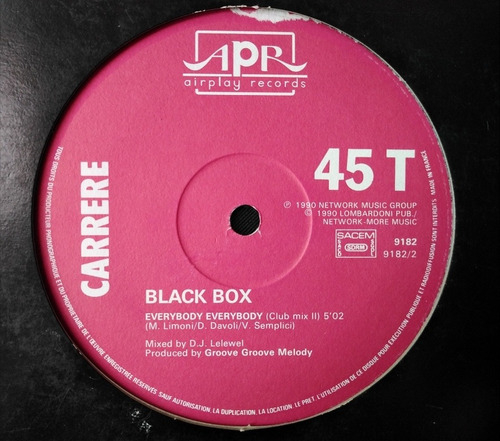 APR
airplay records
CARRERE
45 T
℗ 1990 NETWORK MUSIC GROUP
© 1990 LOMBARDONI PUB./
NETWORK-MORE MUSIC
SACEM
SACD
SDRM
SGDL
9182
9182/2
BLACK BOX
EVERYBODY EVERYBODY (Club mix II) 5'02
(M. Limoni/D. Davoli/V. Semplici)
Mixed by D.J. Lelewel
Produced by Groove Groove Melody
TOUS DROITS DU PRODUCTEUR PHONOGRAPHIQUE ET DU PROPRIETAIRE DE L'ŒUVRE ENREGISTREE RESERVES. SAUF AUTORISATION. LA DUPLICATION. LA LOCATION. LE PRET. L'UTILISATION DE CE DISQUE POUR EXECUTION PUBLIQUE ET RADIODIFFUSION SONT INTERDITS MADE IN FRANCE